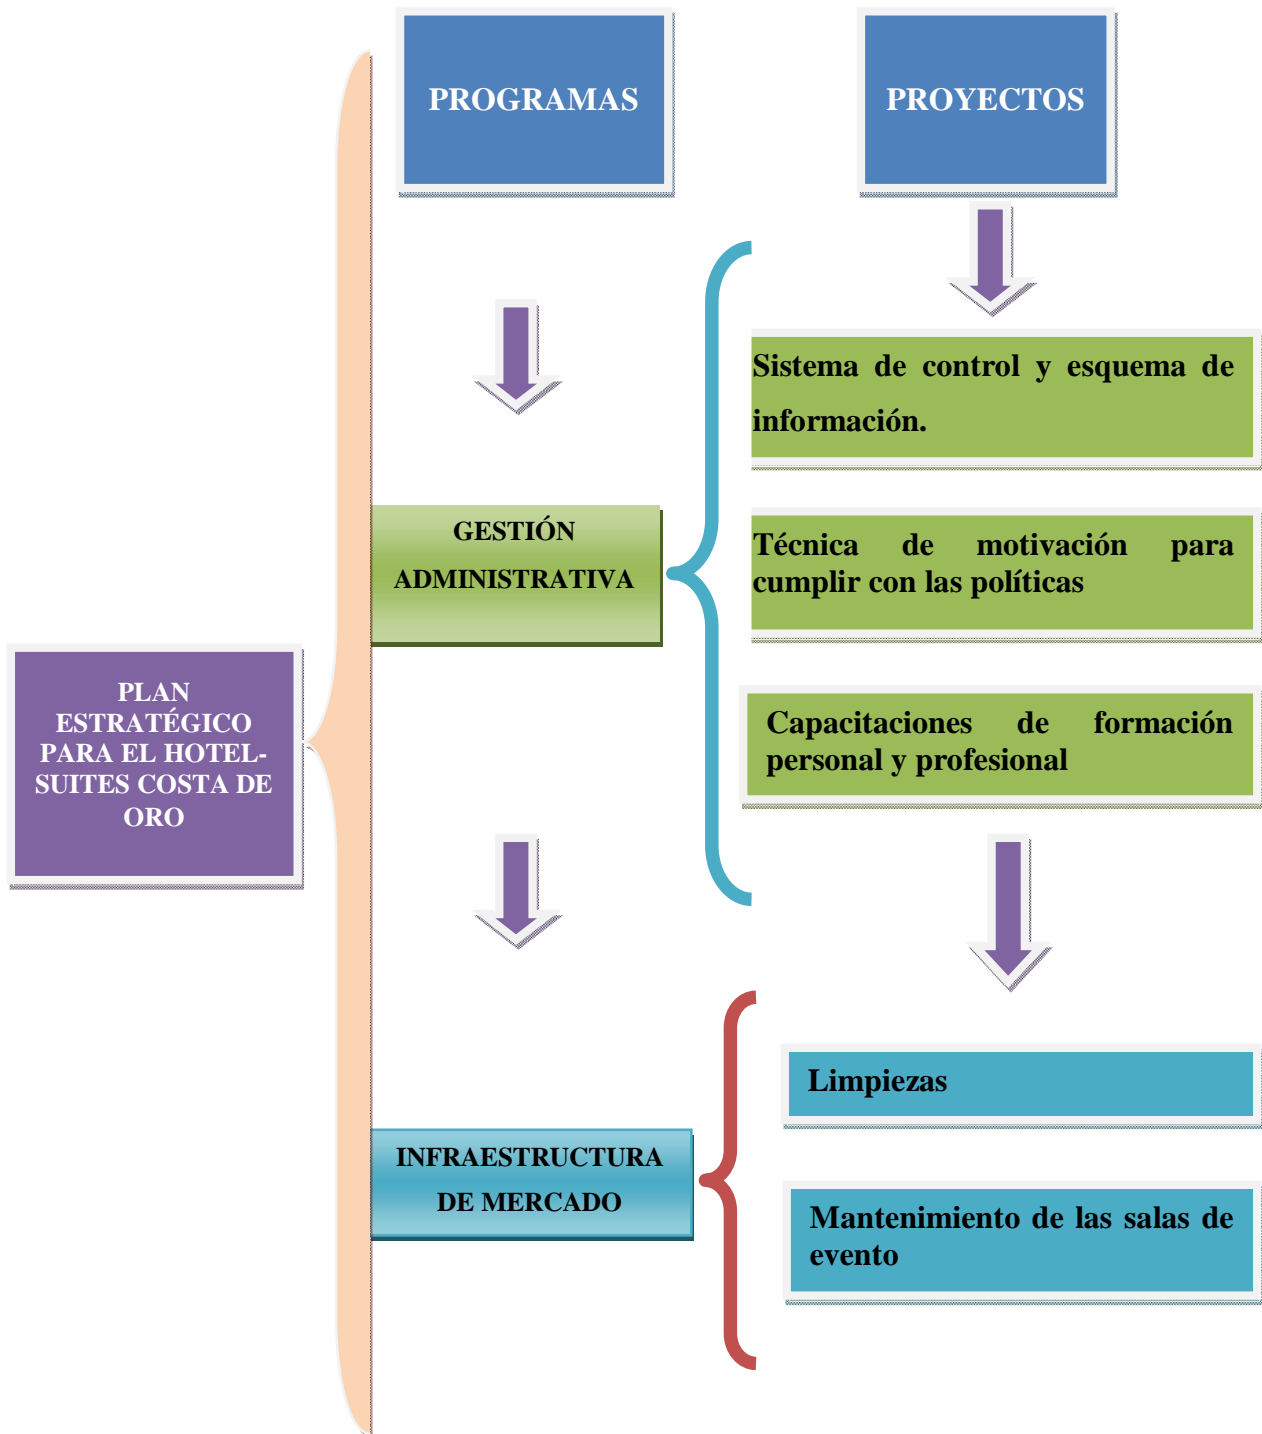 PROGRAMAS
PROYECTOS
Sistema de control y esquema de
información.
GESTIÓN
ADMINISTRATIVA
Técnica de motivación para
cumplir con las políticas
PLAN
ESTRATÉGICO
PARA EL HOTEL-
SUITES COSTA DE
ORO
Capacitaciones de formación
personal y profesional
INFRAESTRUCTURA
DE MERCADO
Limpiezas
Mantenimiento de las salas de
evento